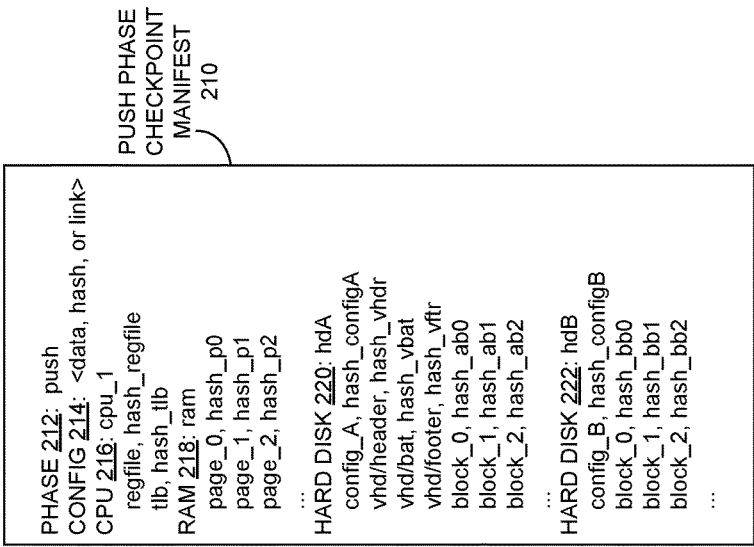 PUSH PHASE
CHECKPOINT
MANIFEST
210
PHASE 212: push
CONFIG 214: <data, hash, or link>
CPU 216: cpu_1
regfile, hash_regfile
tlb, hash_tlb
RAM 218: ram
page_0, hash_p0
page_1, hash_p1
page_2, hash_p2
...
HARD DISK 220: hdA
config_A, hash_configA
vhd/header, hash_vhdr
vhd/bat, hash_vbat
vhd/footer, hash_vftr
block_0, hash_ab0
block_1, hash_ab1
block_2, hash_ab2
...
HARD DISK 222: hdB
config_B, hash_configB
block_0, hash_bb0
block_1, hash_bb1
block_2, hash_bb2
...